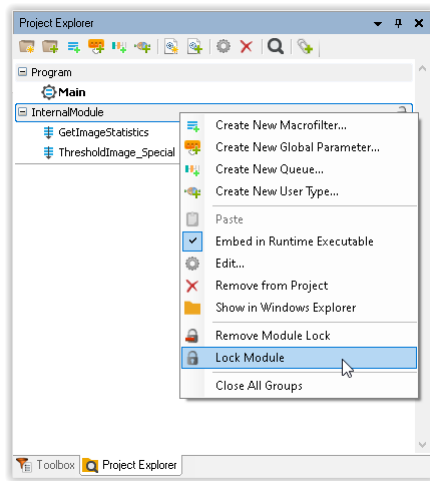 Project Explorer
Program
Main
InternalModule
GetImageStatistics
ThresholdImage_Special
Create New Macrofilter...
Create New Global Parameter...
Create New Queue...
Create New User Type...
Paste
Embed in Runtime Executable
Edit...
Remove from Project
Show in Windows Explorer
Remove Module Lock
Lock Module
Close All Groups
Toolbox Project Explorer